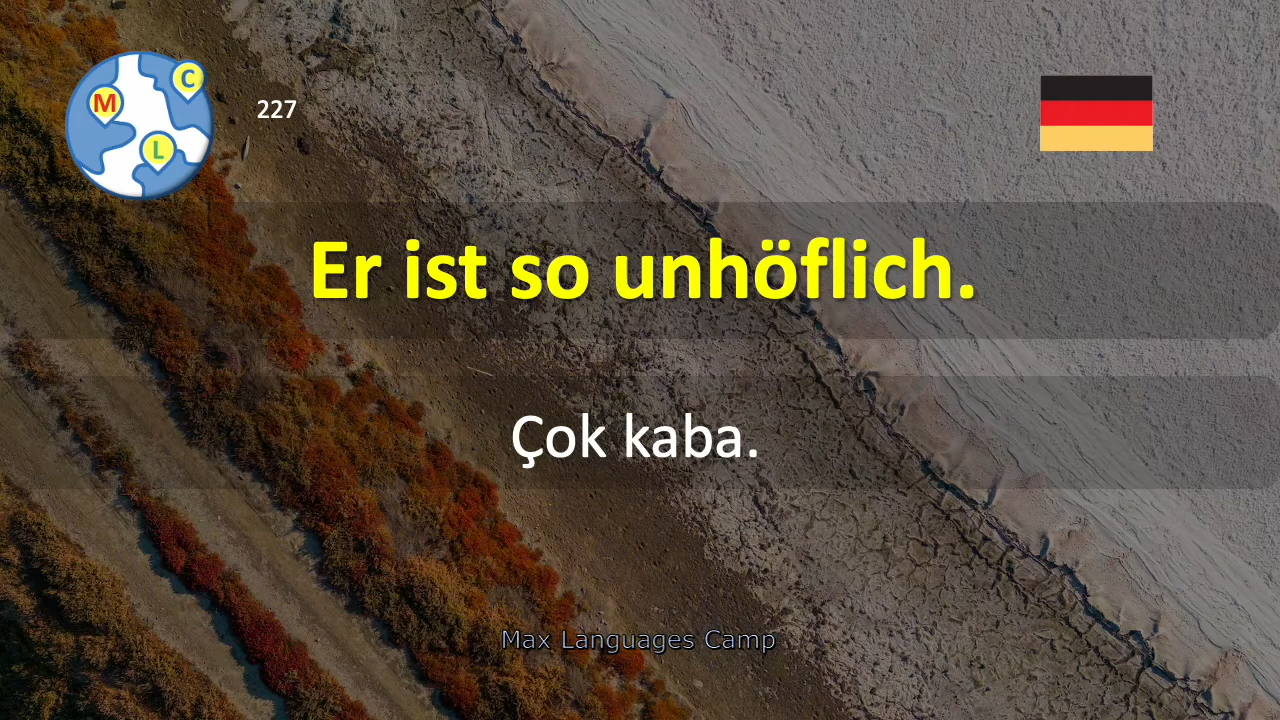 C
M
L
227
Er ist so unhöflich.
Çok kaba.
Max Languages Camp